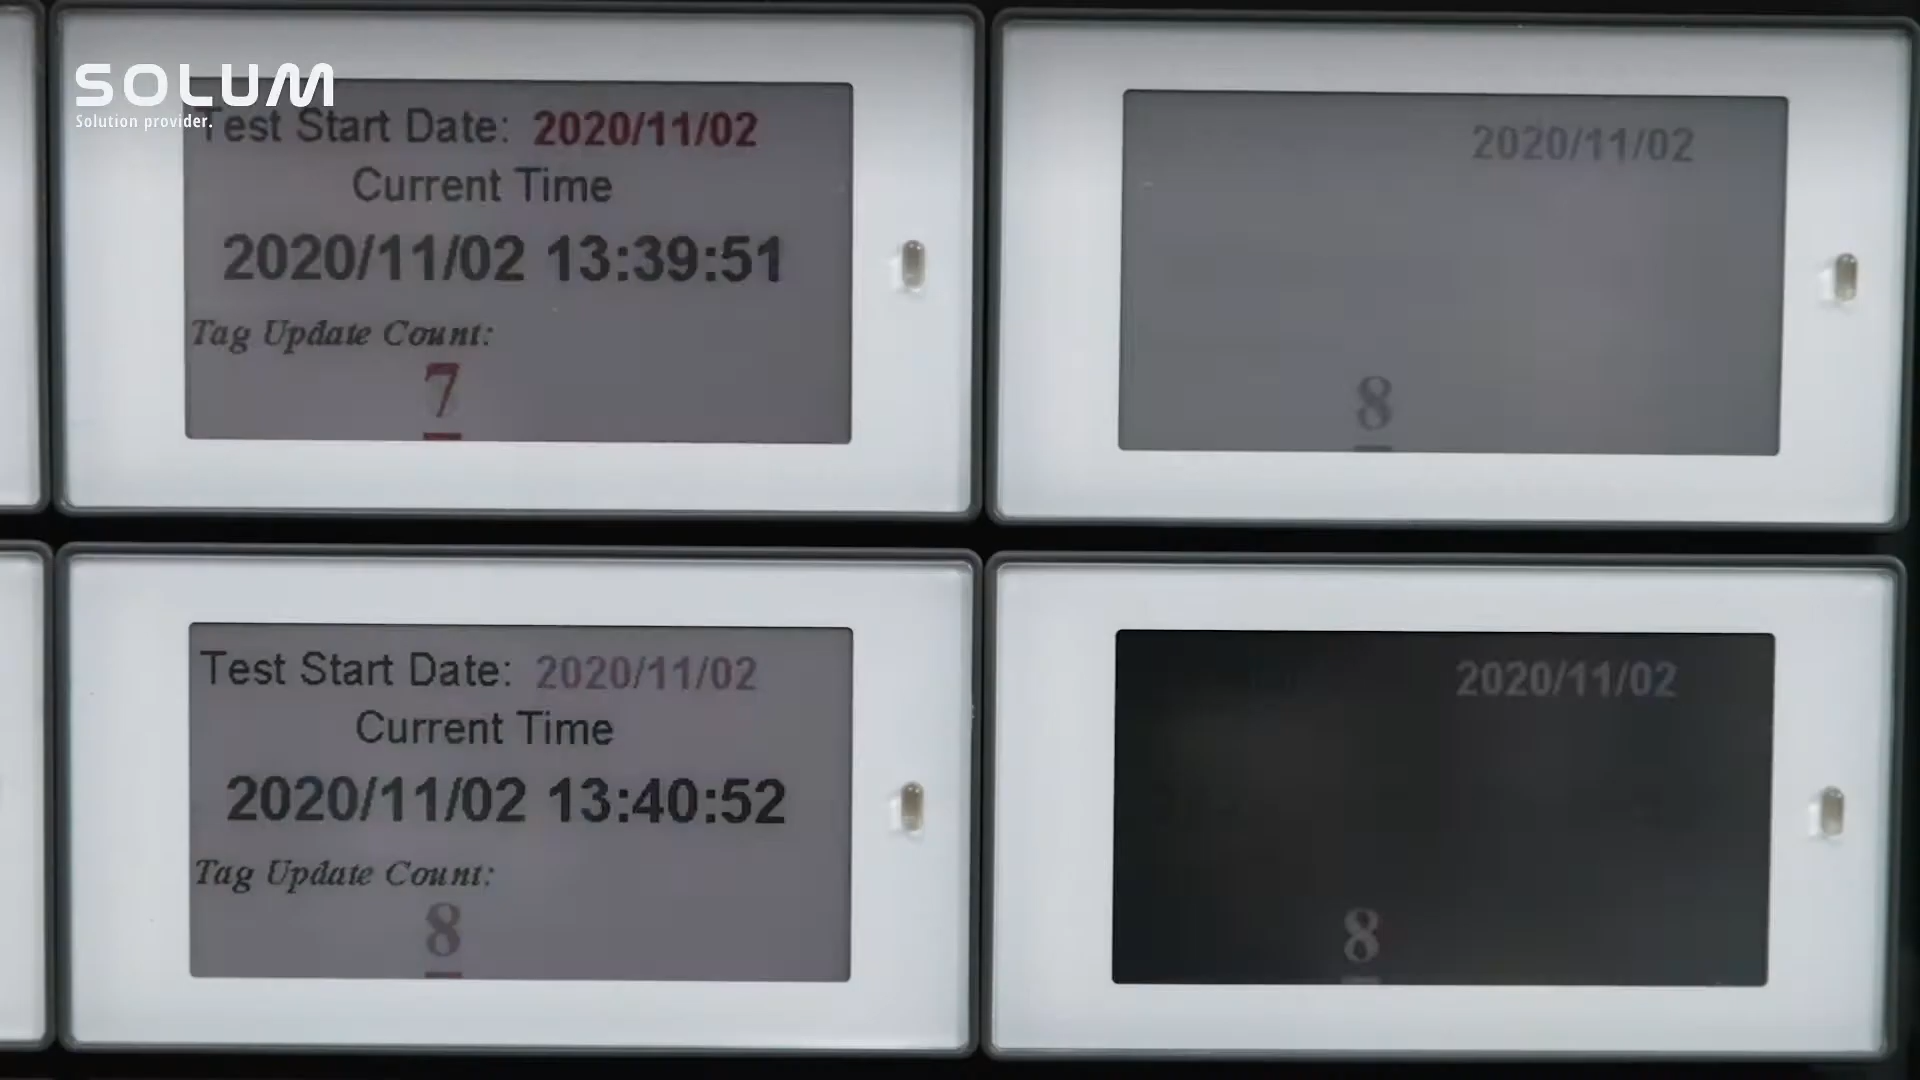 SOLUM
Solution provider.
Test Start Date: 2020/11/02
Current Time
2020/11/02 13:39:51
Tag Update Count:
7
2020/11/02
8
Test Start Date: 2020/11/02
Current Time
2020/11/02 13:40:52
Tag Update Count:
8
2020/11/02
8